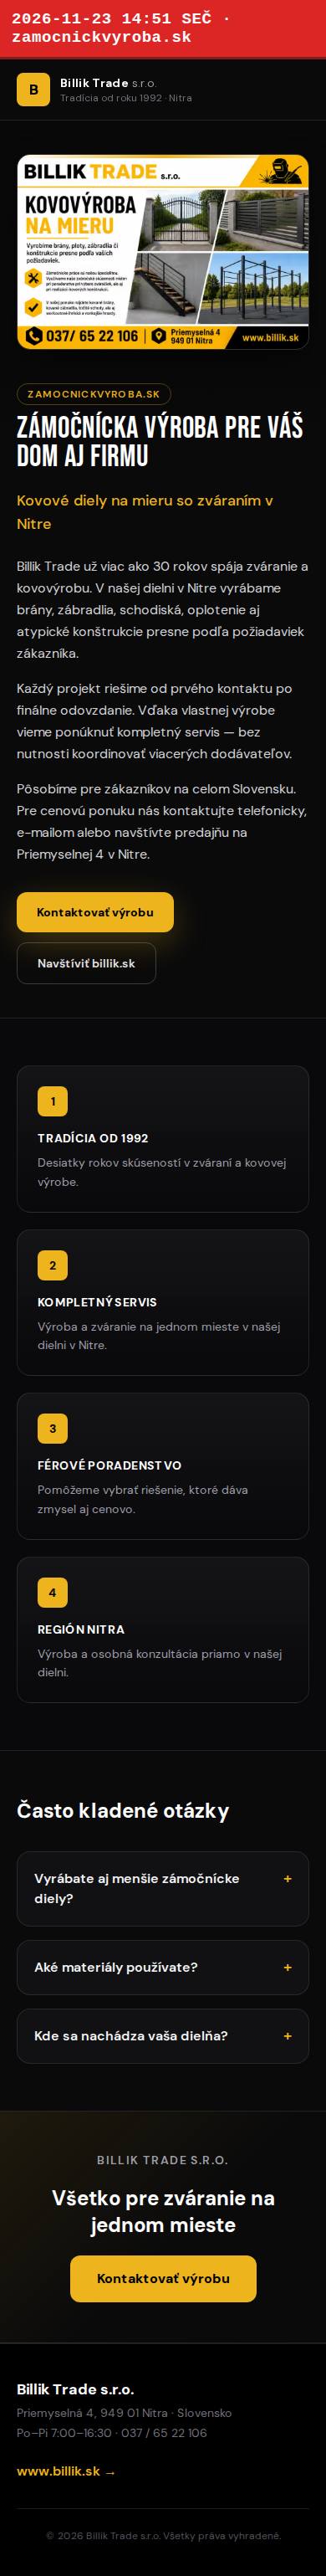 2026-11-23 14:51 SEČ ·
zamocnickvyroba.sk
B
Billik Trade s.r.o.
Tradícia od roku 1992 · Nitra
BILLIK TRADE s.r.o.
KOVOVÝROBA
NA MIERU
Vyrobíme brány, ploty, zábradlia či
konštrukcie presne podľa vašich
požiadaviek.
037/ 65 22 106
Priemyselná 4
949 01 Nitra
www.billik.sk
ZAMOCNICKVYROBA.SK
ZÁMOČNÍCKA VÝROBA PRE VÁŠ
DOM AJ FIRMU
Kovové diely na mieru so zváraním v
Nitre
Billik Trade už viac ako 30 rokov spája zváranie a
kovovýrobu. V našej dielni v Nitre vyrábame
brány, zábradlia, schodiská, oplotenie aj
atypické konštrukcie presne podľa požiadaviek
zákazníka.
Každý projekt riešime od prvého kontaktu po
finálne odovzdanie. Vďaka vlastnej výrobe
vieme ponúknuť kompletný servis — bez
nutnosti koordinovať viacerých dodávateľov.
Pôsobíme pre zákazníkov na celom Slovensku.
Pre cenovú ponuku nás kontaktujte telefonicky,
e-mailom alebo navštívte predajňu na
Priemyselnej 4 v Nitre.
Kontaktovať výrobu
Navštíviť billik.sk
1
TRADÍCIA OD 1992
Desiatky rokov skúseností v zváraní a kovovej
výrobe.
2
KOMPLETNÝ SERVIS
Výroba a zváranie na jednom mieste v našej
dielni v Nitre.
3
FÉROVÉ PORADENSTVO
Pomôžeme vybrať riešenie, ktoré dáva
zmysel aj cenovo.
4
REGIÓN NITRA
Výroba a osobná konzultácia priamo v našej
dielni.
Často kladené otázky
Vyrábate aj menšie zámočnícke
diely?
+
Aké materiály používate?
+
Kde sa nachádza vaša dielňa?
+
BILLIK TRADE S.R.O.
Všetko pre zváranie na
jednom mieste
Kontaktovať výrobu
Billik Trade s.r.o.
Priemyselná 4, 949 01 Nitra · Slovensko
Po–Pi 7:00–16:30 · 037 / 65 22 106
www.billik.sk →
© 2026 Billik Trade s.r.o. Všetky práva vyhradené.